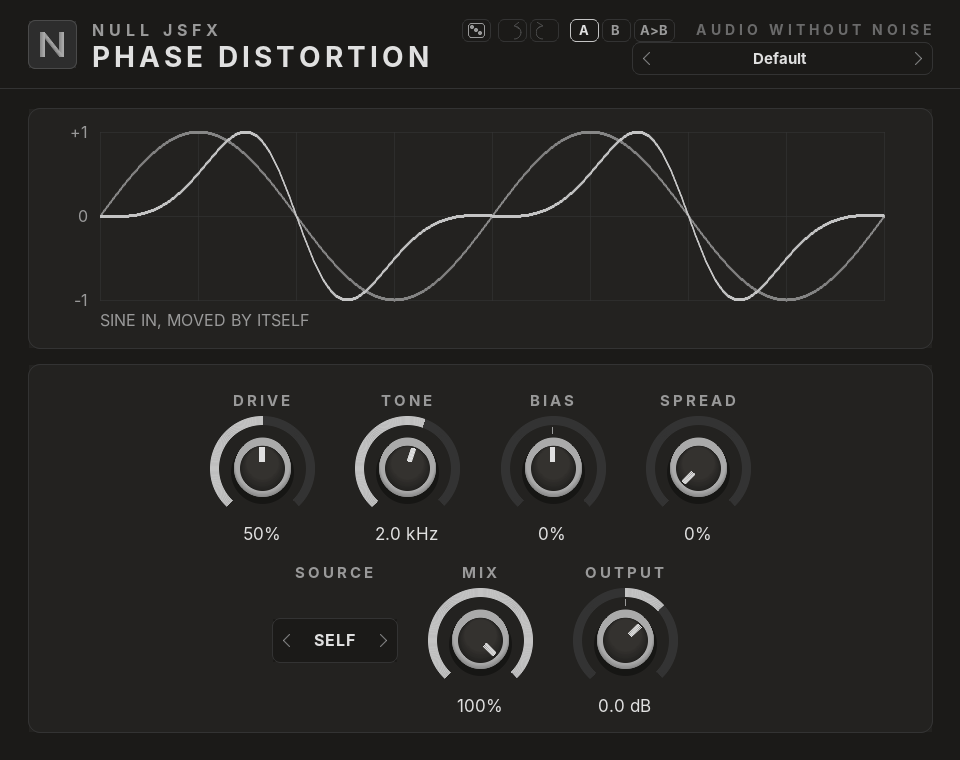 NULL JSFX
PHASE DISTORTION
A B A>B
AUDIO WITHOUT NOISE
Default
+1
0
-1
SINE IN, MOVED BY ITSELF
DRIVE TONE BIAS SPREAD
50% 2.0 kHz 0% 0%
SOURCE MIX OUTPUT
SELF
100% 0.0 dB